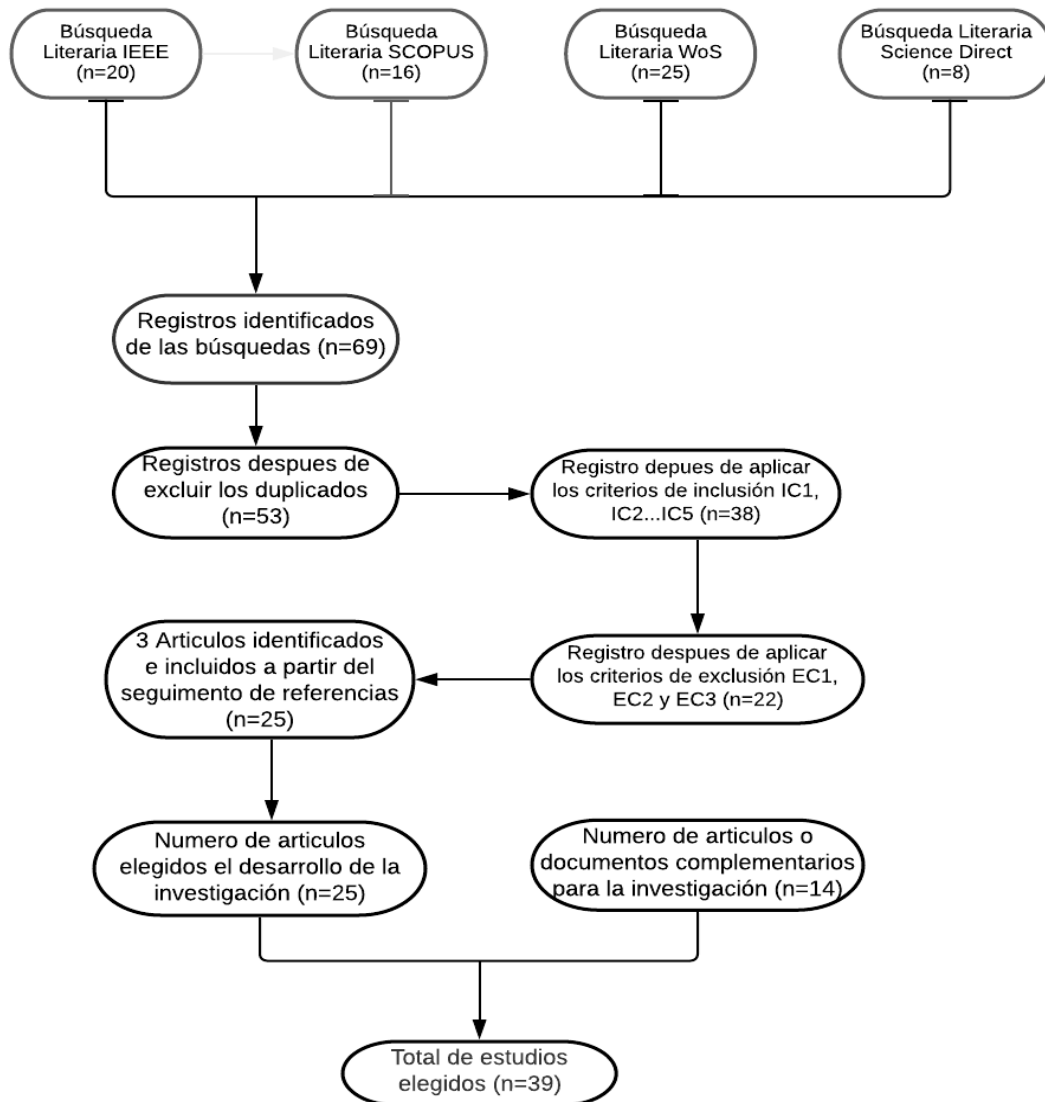 Búsqueda
Literaria IEEE
(n=20)
Búsqueda
Literaria SCOPUS
(n=16)
Búsqueda
Literaria WoS
(n=25)
Búsqueda Literaria
Science Direct
(n=8)
Registros identificados
de las búsquedas (n=69)
Registros despues de
excluir los duplicados
(n=53)
Registro depues de aplicar
los criterios de inclusión IC1,
IC2...IC5 (n=38)
3 Articulos identificados
e incluidos a partir del
seguimento de referencias
(n=25)
Registro despues de aplicar
los criterios de exclusión EC1,
EC2 y EC3 (n=22)
Numero de articulos
elegidos el desarrollo de la
investigación (n=25)
Numero de articulos o
documentos complementarios
para la investigación (n=14)
Total de estudios
elegidos (n=39)